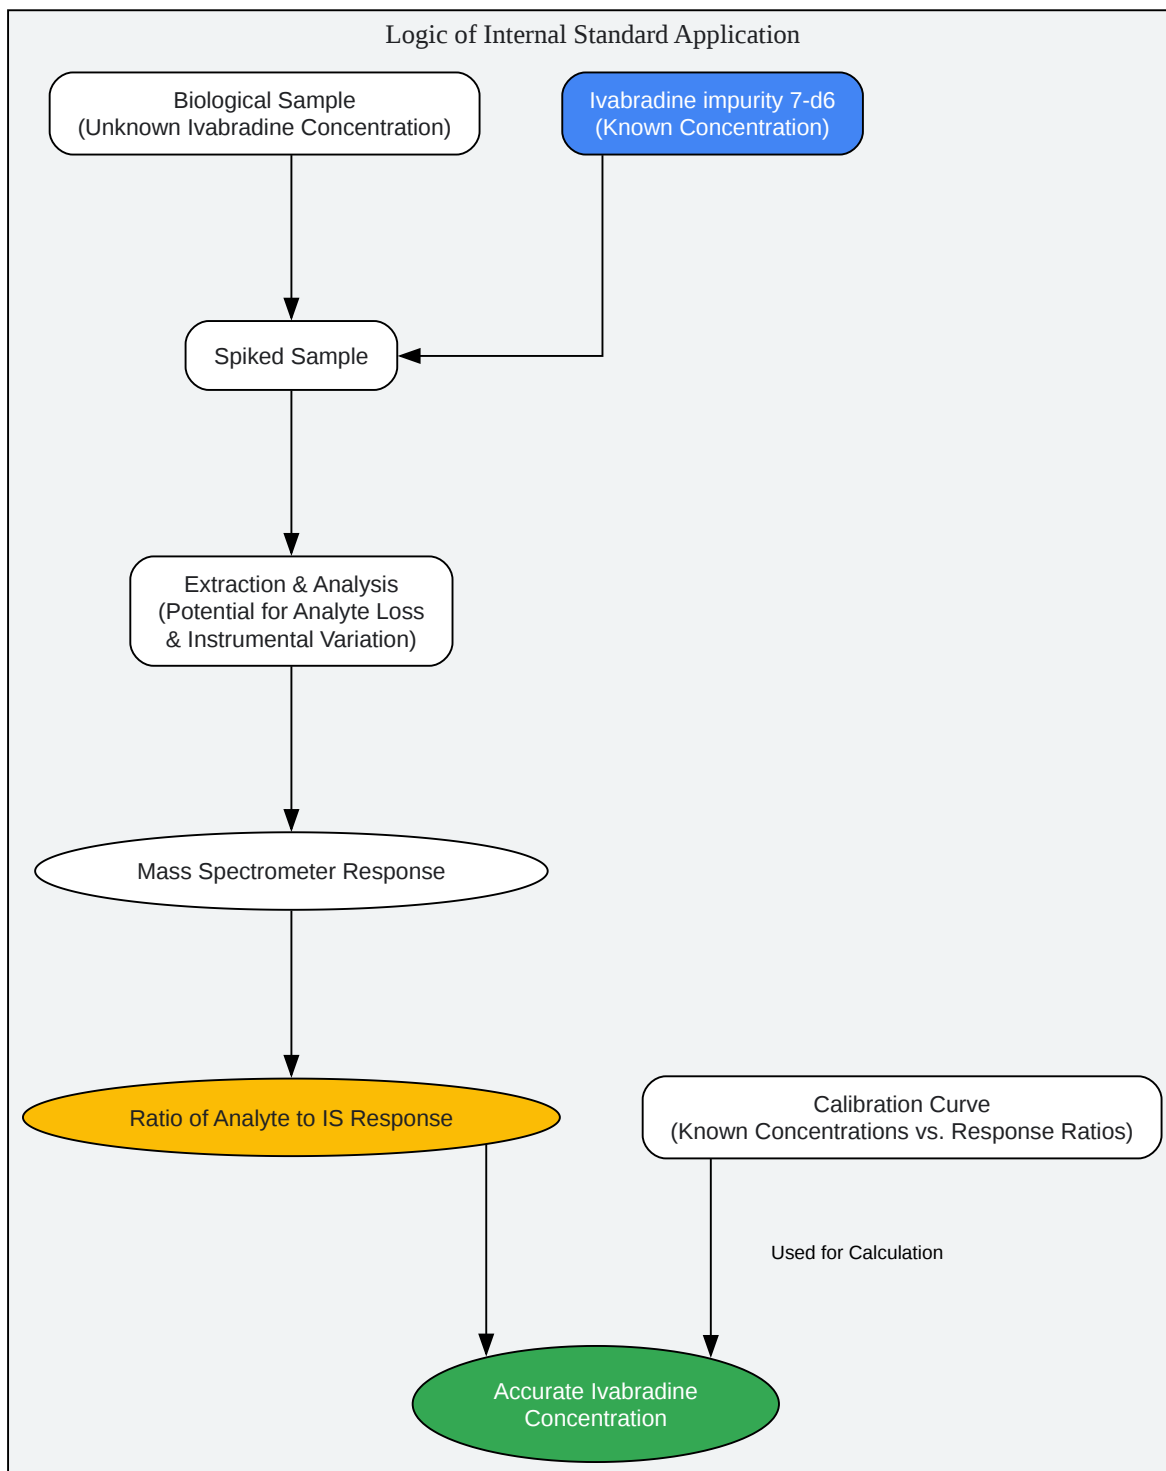 Logic of Internal Standard Application
Biological Sample
(Unknown Ivabradine Concentration)
Ivabradine impurity 7-d6
(Known Concentration)
Spiked Sample
Extraction & Analysis
(Potential for Analyte Loss
& Instrumental Variation)
Mass Spectrometer Response
Ratio of Analyte to IS Response
Calibration Curve
(Known Concentrations vs. Response Ratios)
Used for Calculation
Accurate Ivabradine
Concentration